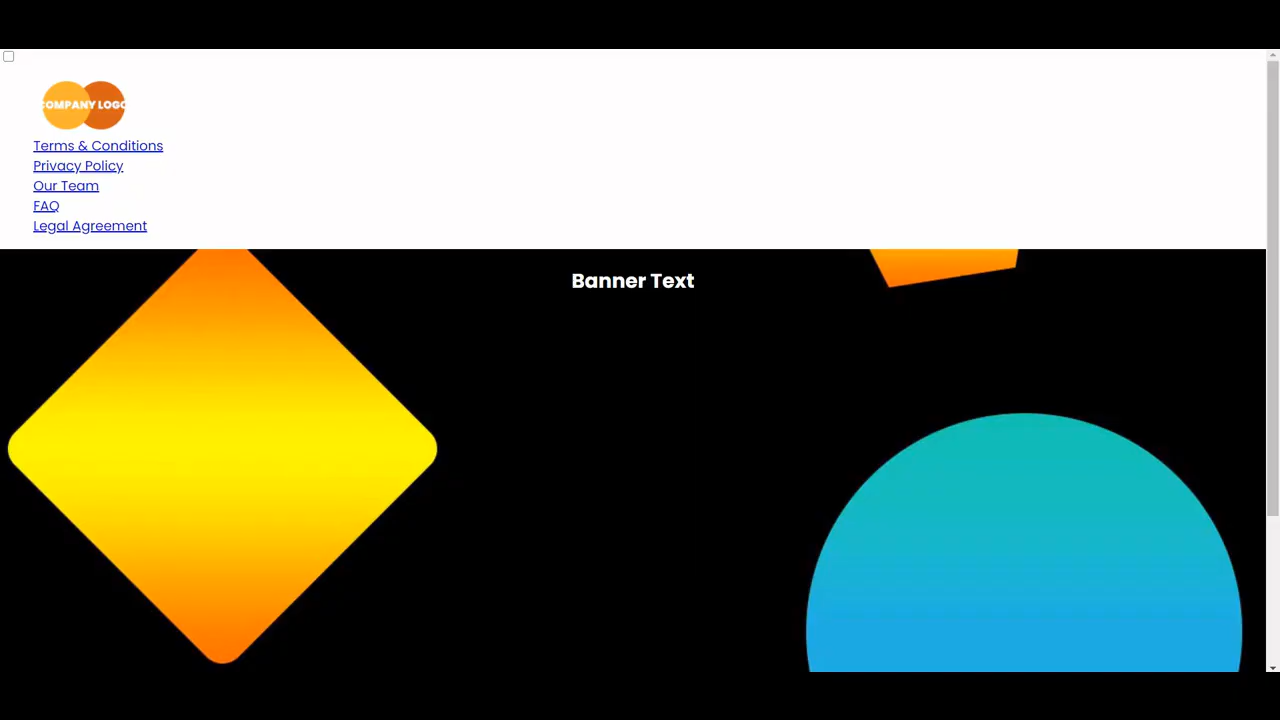 COMPANY LOGO
Terms & Conditions
Privacy Policy
Our Team
FAQ
Legal Agreement
Banner Text